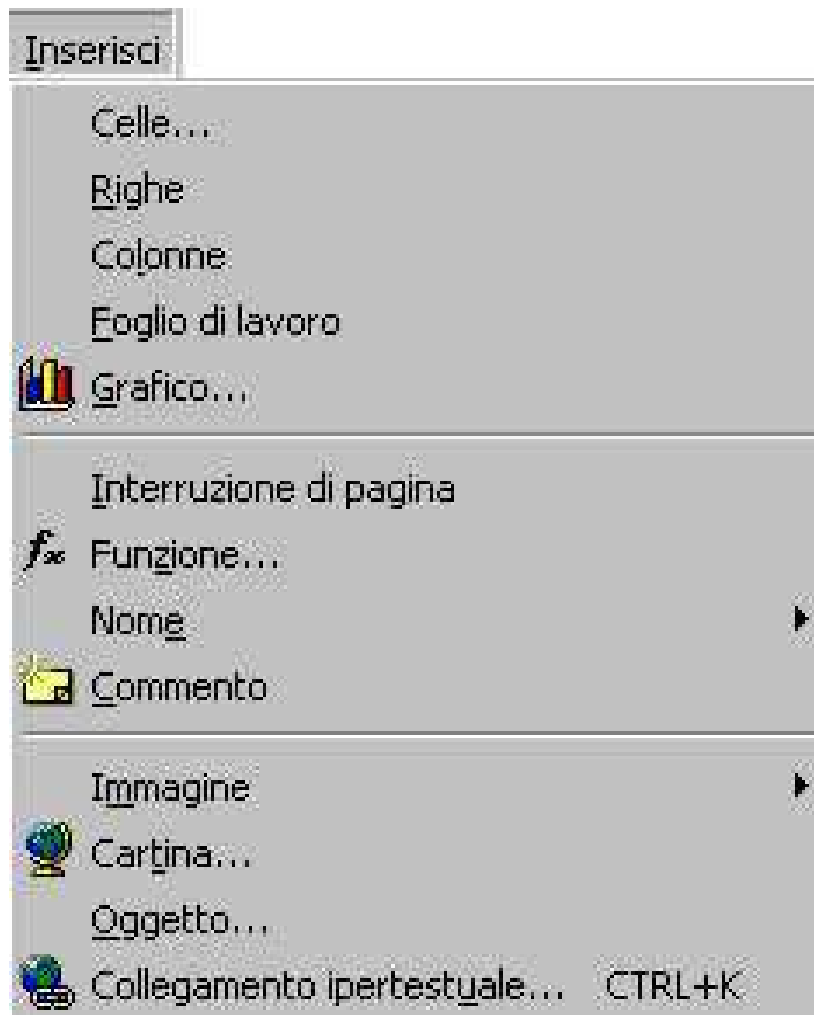 Inserisci
Celle...
Righe
Colonne
Foglio di lavoro
Grafico...
Interruzione di pagina
fx Funzione...
Nome
Commento
Immagine
Cartina...
Oggetto...
Collegamento ipertestuale... CTRL+K